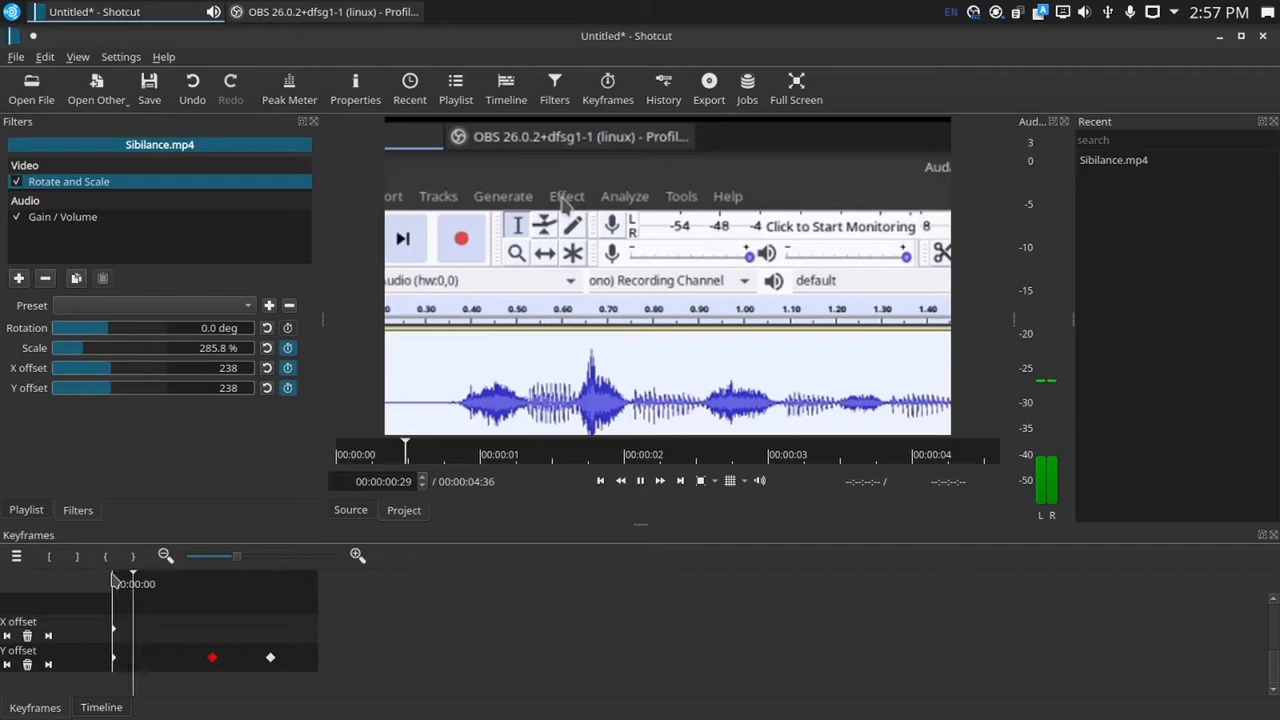 Untitled* - Shotcut
OBS 26.0.2+dfsg1-1 (linux) - Profil...
EN
2:57 PM
Untitled* - Shotcut
File Edit View Settings Help
Open File Open Other Save Undo Redo Peak Meter Properties Recent Playlist Timeline Filters Keyframes History Export Jobs Full Screen
Filters
Sibilance.mp4
Video
Rotate and Scale
Audio
Gain / Volume
Preset
Rotation 0.0 deg
Scale 285.8 %
X offset 238
Y offset 238
Playlist Filters
OBS 26.0.2+dfsg1-1 (linux) - Profil...
Auda
ort Tracks Generate Effect Analyze Tools Help
L
R
-54 -48 -4 Click to Start Monitoring 8
- + - +
udio (hw:0,0) ono) Recording Channel default
0.30 0.50 0.60 0.70 0.80 0.90 1.00 1.10 1.20 1.30 1.40
00:00:00 00:00:01 00:00:02 00:00:03 00:00:04
00:00:00:29 / 00:00:04:36
--:--:--:-- / --:--:--:--
Source Project
Aud...
3
0
-5
-10
-15
-20
-25
-30
-35
-40
-50
L R
Recent
search
Sibilance.mp4
Keyframes
[ ] { }
00:00:00
X offset
Y offset
Keyframes Timeline